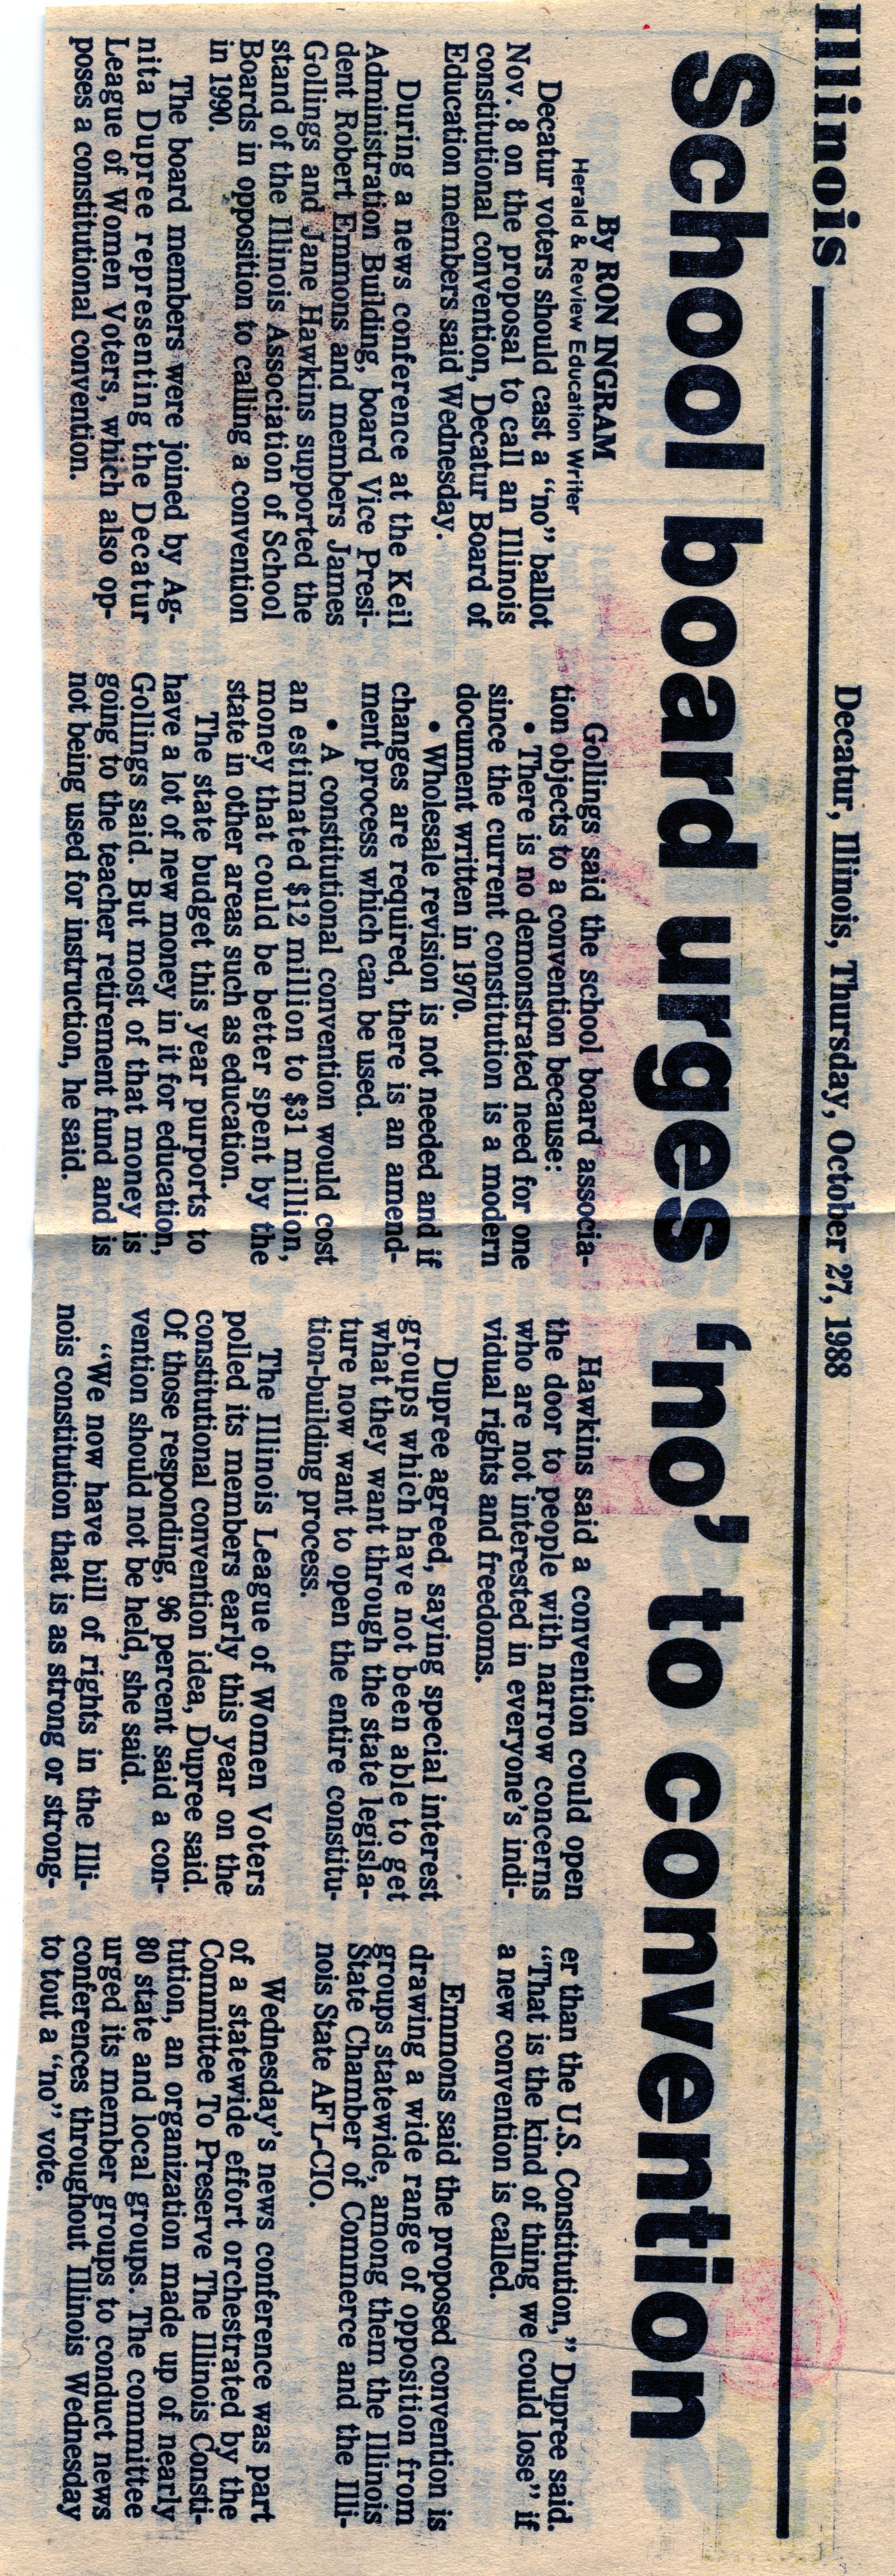 Illinois
Decatur, Illinois, Thursday, October 27, 1988
School board urges ‘no’ to convention
By RON INGRAM
Herald & Review Education Writer
Decatur voters should cast a “no” ballot
Nov. 8 on the proposal to call an Illinois
constitutional convention, Decatur Board of
Education members said Wednesday.
During a news conference at the Keil
Administration Building, board Vice Presi-
dent Robert Emmons and members James
Gollings and Jane Hawkins supported the
stand of the Illinois Association of School
Boards in opposition to calling a convention
in 1990.
The board members were joined by Ag-
nita Dupree representing the Decatur
League of Women Voters, which also op-
poses a constitutional convention.
Gollings said the school board associa-
tion objects to a convention because:
• There is no demonstrated need for one
since the current constitution is a modern
document written in 1970.
• Wholesale revision is not needed and if
changes are required, there is an amend-
ment process which can be used.
• A constitutional convention would cost
an estimated $12 million to $31 million,
money that could be better spent by the
state in other areas such as education.
The state budget this year purports to
have a lot of new money in it for education,
Gollings said. But most of that money is
going to the teacher retirement fund and is
not being used for instruction, he said.
Hawkins said a convention could open
the door to people with narrow concerns
who are not interested in everyone’s indi-
vidual rights and freedoms.
Dupree agreed, saying special interest
groups which have not been able to get
what they want through the state legisla-
ture now want to open the entire constitu-
tion-building process.
The Illinois League of Women Voters
polled its members early this year on the
constitutional convention idea, Dupree said.
Of those responding, 96 percent said a con-
vention should not be held, she said.
“We now have bill of rights in the Illi-
nois constitution that is as strong or strong-
er than the U.S. Constitution,” Dupree said.
“That is the kind of thing we could lose” if
a new convention is called.
Emmons said the proposed convention is
drawing a wide range of opposition from
groups statewide, among them the Illinois
State Chamber of Commerce and the Illi-
nois State AFL-CIO.
Wednesday’s news conference was part
of a statewide effort orchestrated by the
Committee To Preserve The Illinois Consti-
tution, an organization made up of nearly
80 state and local groups. The committee
urged its member groups to conduct news
conferences throughout Illinois Wednesday
to tout a “no” vote.